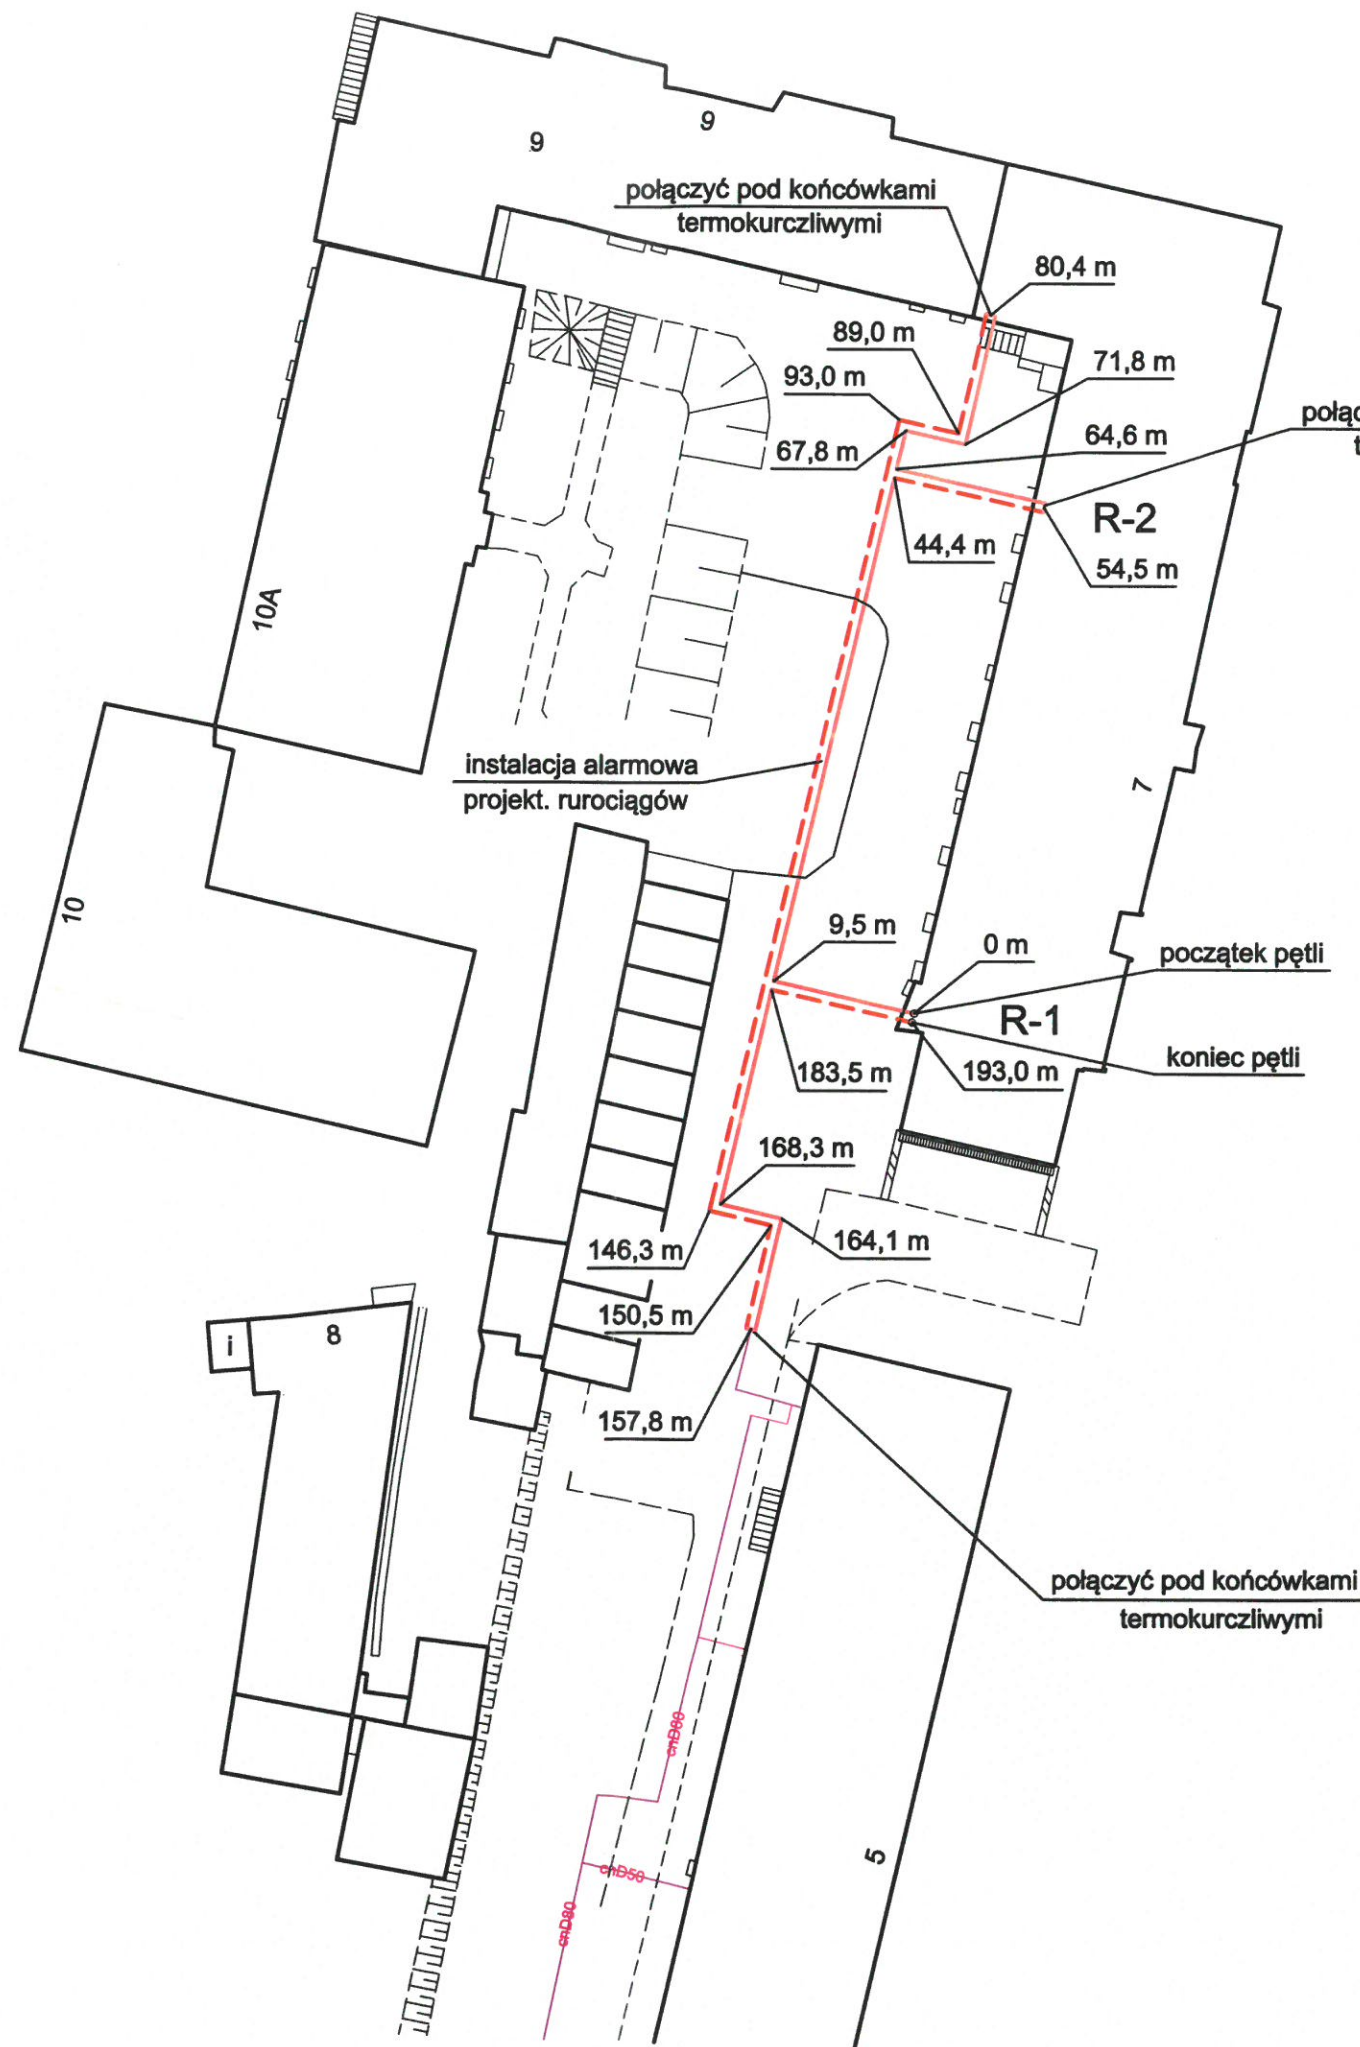 9
9
połączyć pod końcówkami
termokurczliwymi
80,4 m
89,0 m
93,0 m
71,8 m
67,8 m
64,6 m
R-2
44,4 m
54,5 m
10A
instalacja alarmowa
projekt. rurociągów
7
10
9,5 m
0 m
początek pętli
R-1
183,5 m
193,0 m
koniec pętli
168,3 m
146,3 m
164,1 m
150,5 m
i
8
157,8 m
połączyć pod końcówkami
termokurczliwymi
cnD80
5
cnD50
cnD80